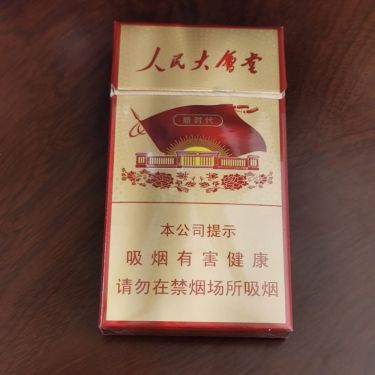 人民大會堂
新时代
本公司提示
吸烟有害健康
请勿在禁烟场所吸烟